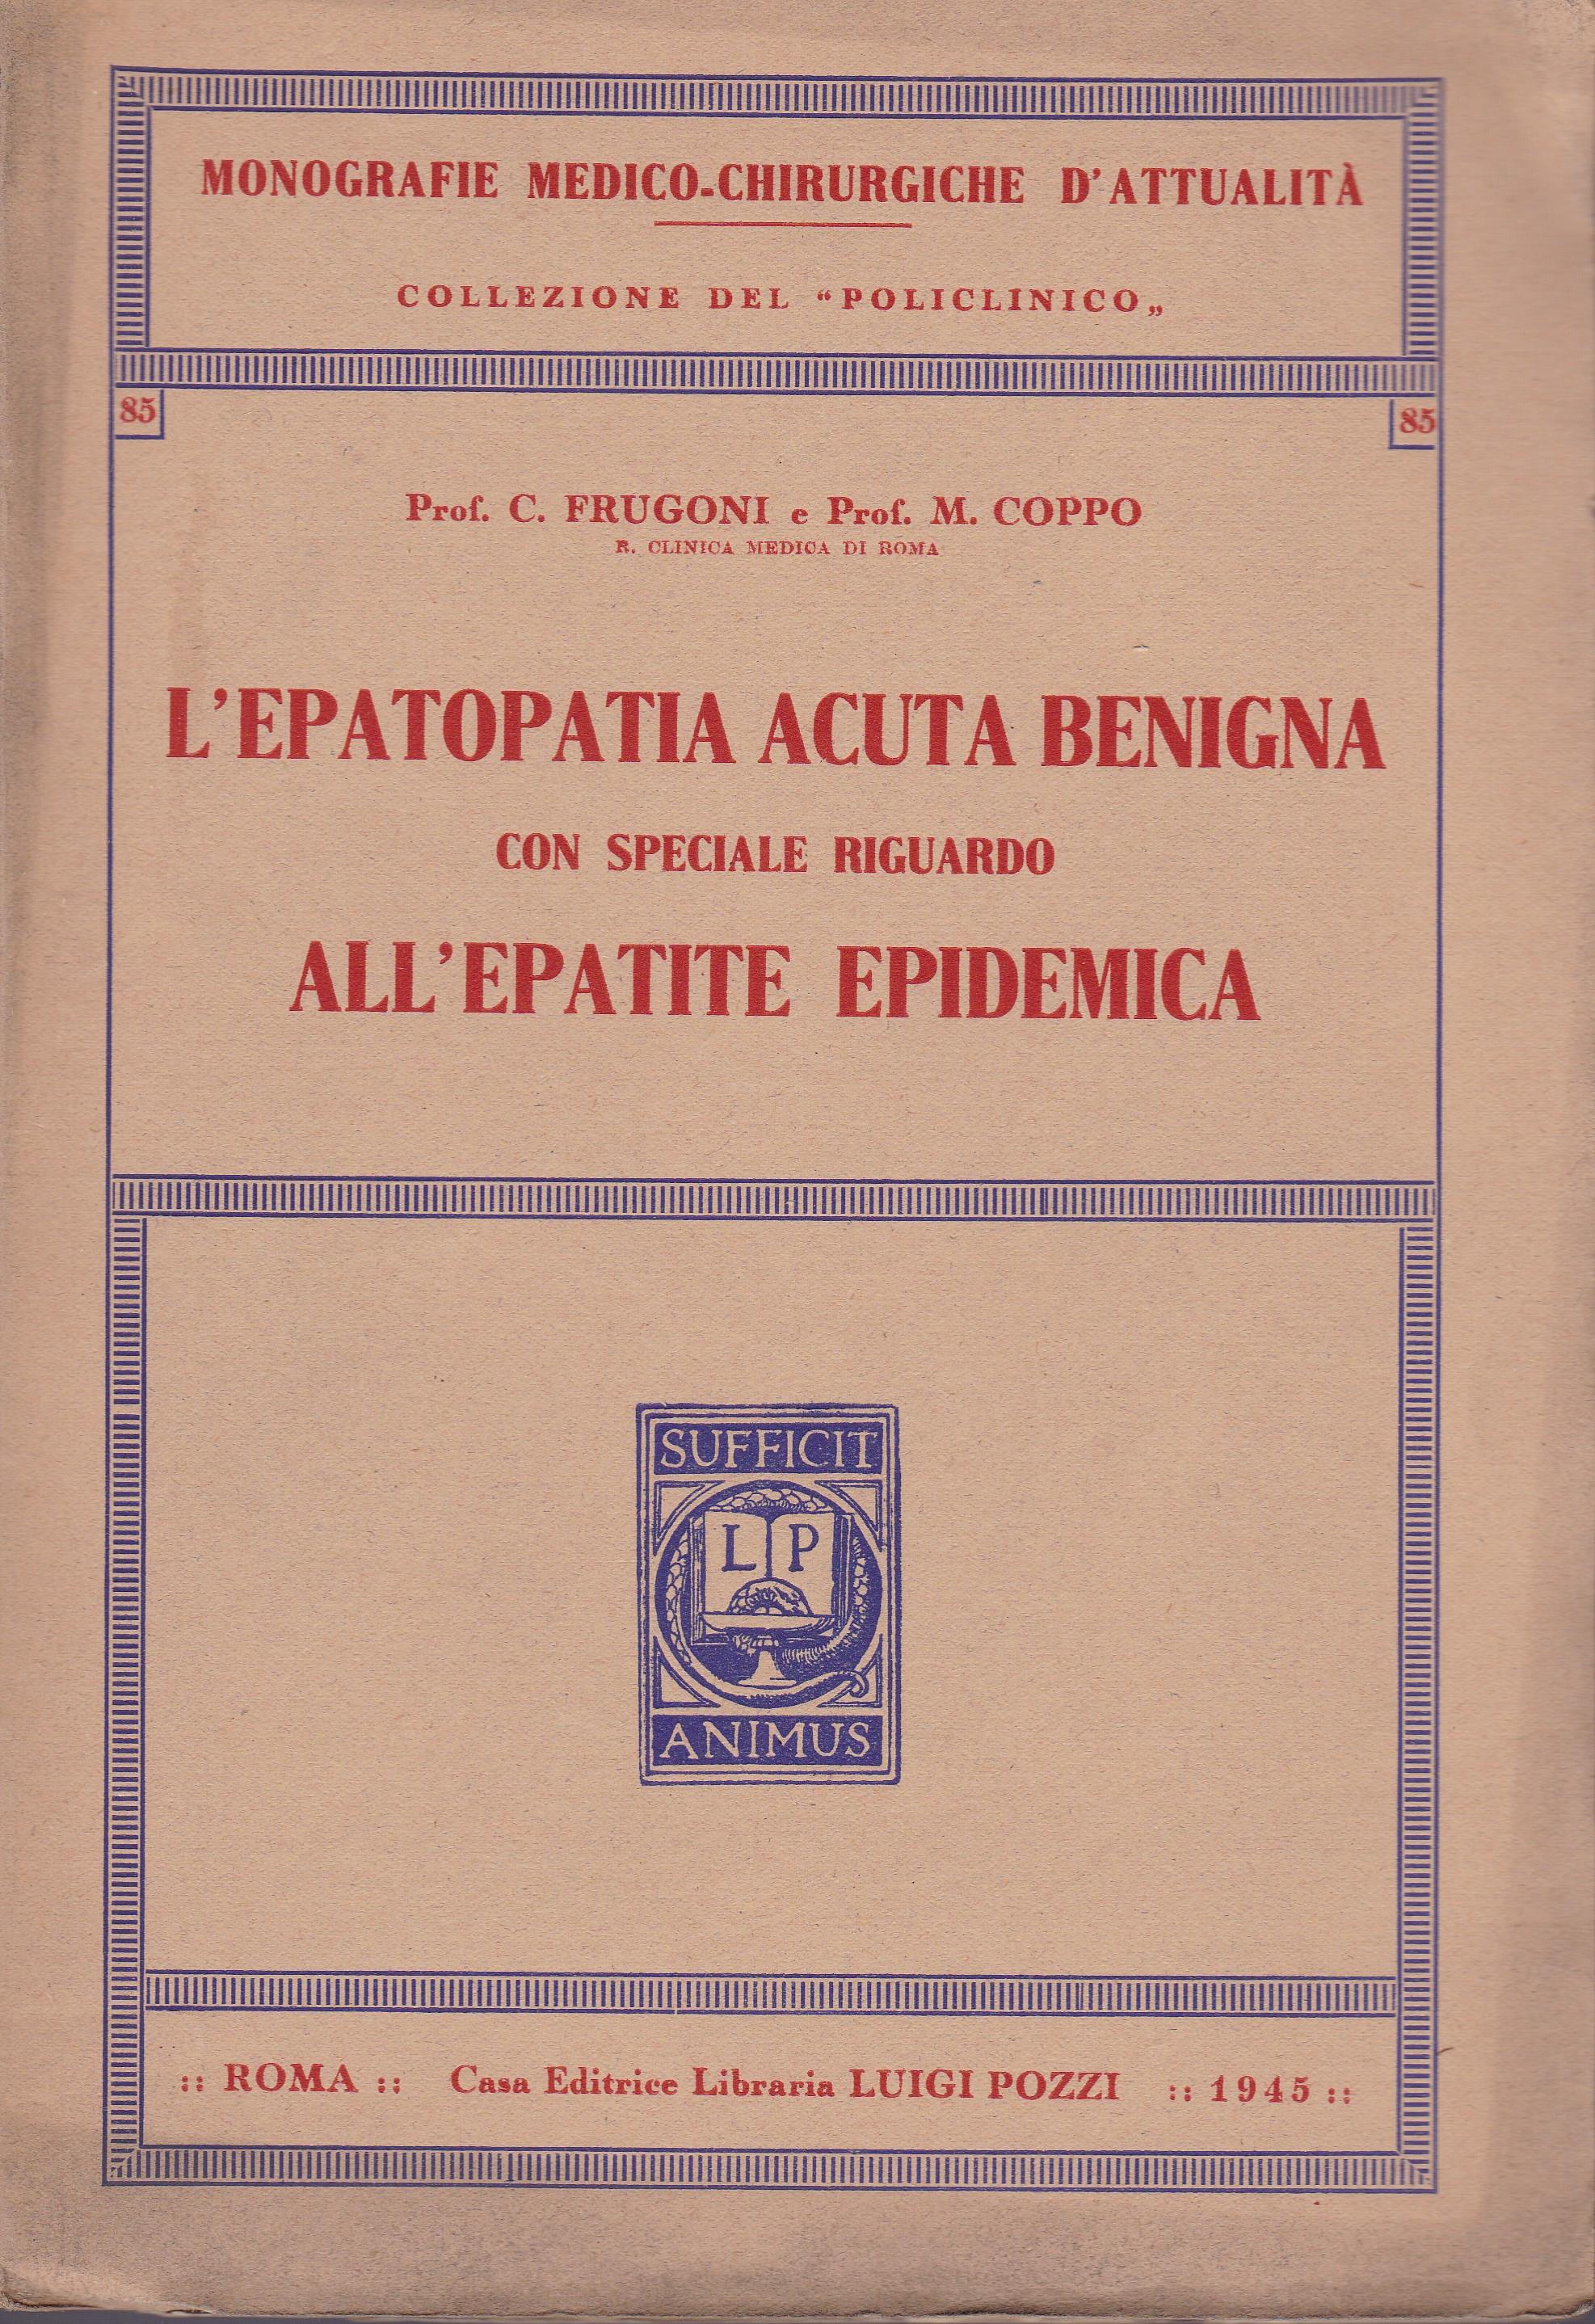 MONOGRAFIE MEDICO-CHIRURGICHE D'ATTUALITÀ
COLLEZIONE DEL “POLICLINICO„
85 85
Prof. C. FRUGONI e Prof. M. COPPO
R. CLINICA MEDICA DI ROMA
L'EPATOPATIA ACUTA BENIGNA
CON SPECIALE RIGUARDO
ALL'EPATITE EPIDEMICA
SUFFICIT
L P
ANIMUS
:: ROMA :: Casa Editrice Libraria LUIGI POZZI :: 1945 ::